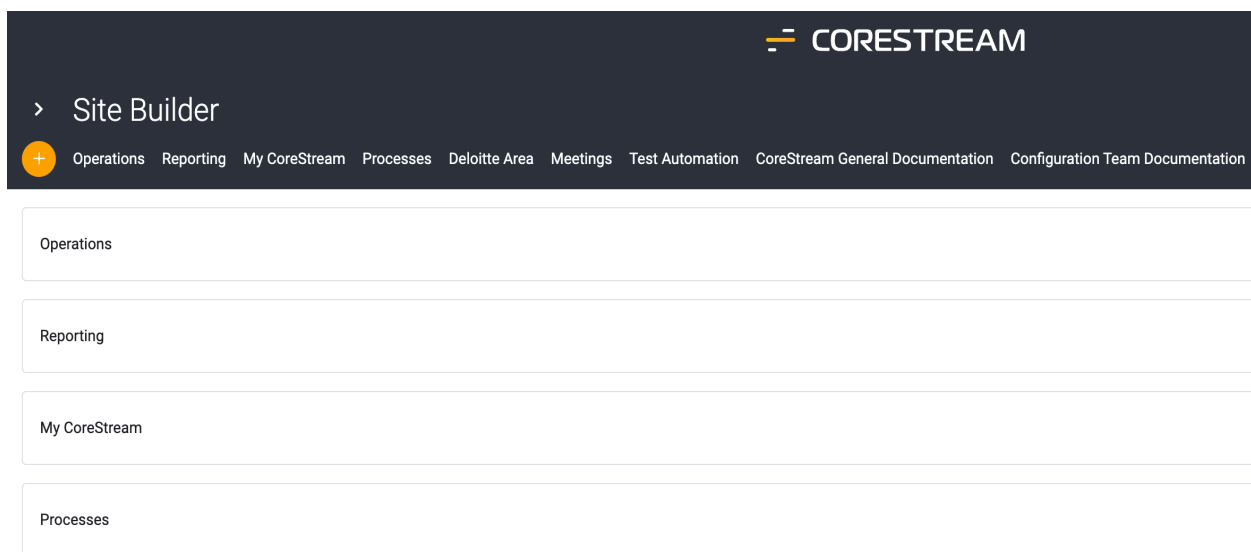 CORESTREAM
Site Builder
+ Operations Reporting My CoreStream Processes Deloitte Area Meetings Test Automation CoreStream General Documentation Configuration Team Documentation
Operations
Reporting
My CoreStream
Processes